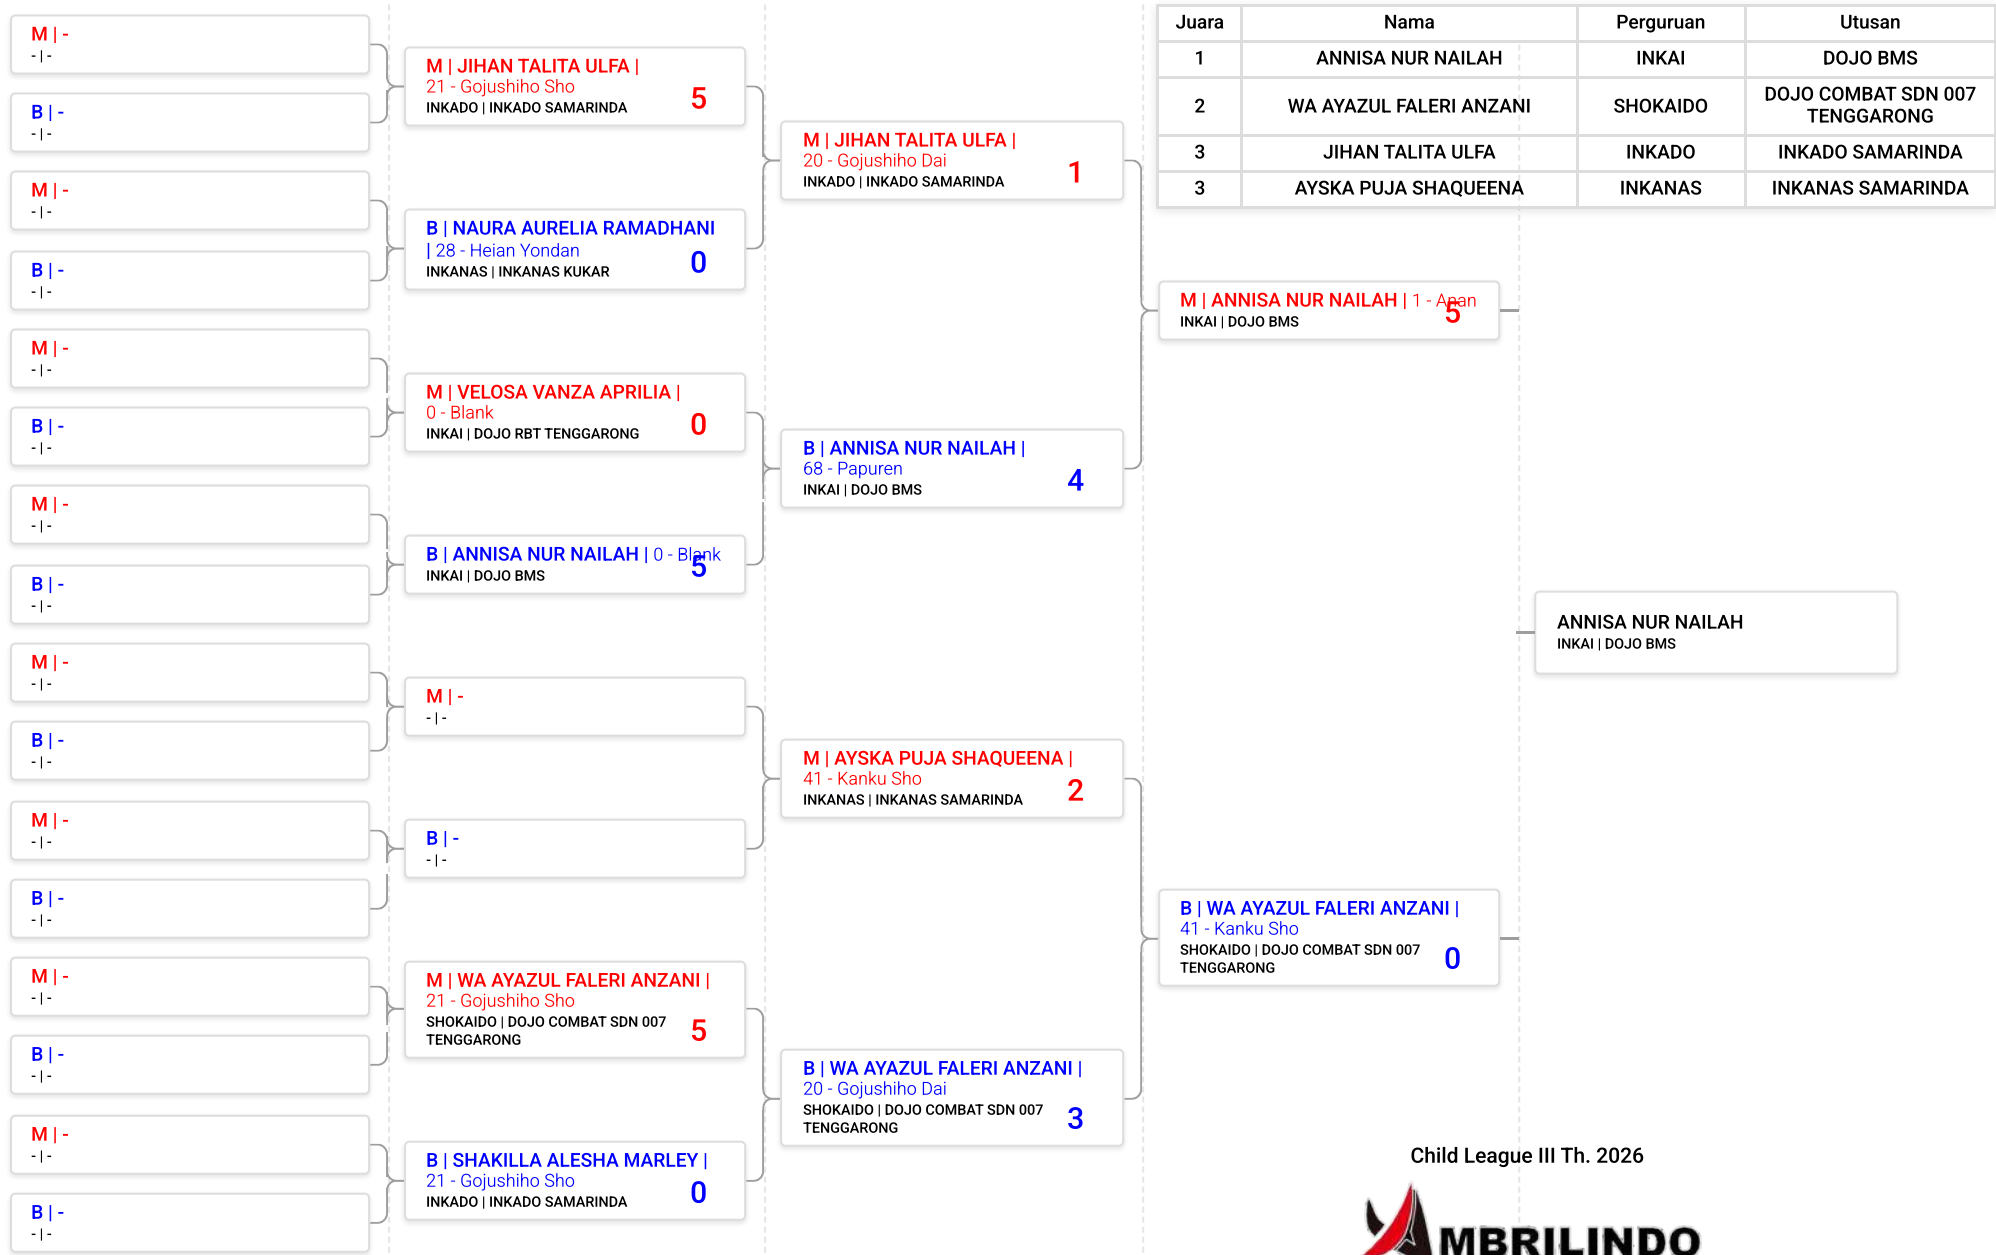 M | -
- | -
B | -
- | -
M | -
- | -
B | -
- | -
M | -
- | -
B | -
- | -
M | -
- | -
B | -
- | -
M | -
- | -
B | -
- | -
M | -
- | -
B | -
- | -
M | -
- | -
B | -
- | -
M | -
- | -
B | -
- | -
M | JIHAN TALITA ULFA |
21 - Gojushiho Sho
INKADO | INKADO SAMARINDA
5
B | NAURA AURELIA RAMADHANI
| 28 - Heian Yondan
INKANAS | INKANAS KUKAR
0
M | VELOSA VANZA APRILIA |
0 - Blank
INKAI | DOJO RBT TENGGARONG
0
B | ANNISA NUR NAILAH | 0 - Blank
INKAI | DOJO BMS
5
M | -
- | -
B | -
- | -
M | WA AYAZUL FALERI ANZANI |
21 - Gojushiho Sho
SHOKAIDO | DOJO COMBAT SDN 007
TENGGARONG
5
B | SHAKILLA ALESHA MARLEY |
21 - Gojushiho Sho
INKADO | INKADO SAMARINDA
0
M | JIHAN TALITA ULFA |
20 - Gojushiho Dai
INKADO | INKADO SAMARINDA
1
B | ANNISA NUR NAILAH |
68 - Papuren
INKAI | DOJO BMS
4
M | AYSKA PUJA SHAQUEENA |
41 - Kanku Sho
INKANAS | INKANAS SAMARINDA
2
B | WA AYAZUL FALERI ANZANI |
20 - Gojushiho Dai
SHOKAIDO | DOJO COMBAT SDN 007
TENGGARONG
3
M | ANNISA NUR NAILAH | 1 - Anan
INKAI | DOJO BMS
5
B | WA AYAZUL FALERI ANZANI |
41 - Kanku Sho
SHOKAIDO | DOJO COMBAT SDN 007
TENGGARONG
0
ANNISA NUR NAILAH
INKAI | DOJO BMS
Juara Nama Perguruan Utusan
1 ANNISA NUR NAILAH INKAI DOJO BMS
2 WA AYAZUL FALERI ANZANI SHOKAIDO DOJO COMBAT SDN 007
TENGGARONG
3 JIHAN TALITA ULFA INKADO INKADO SAMARINDA
3 AYSKA PUJA SHAQUEENA INKANAS INKANAS SAMARINDA
Child League III Th. 2026
MBRILINDO